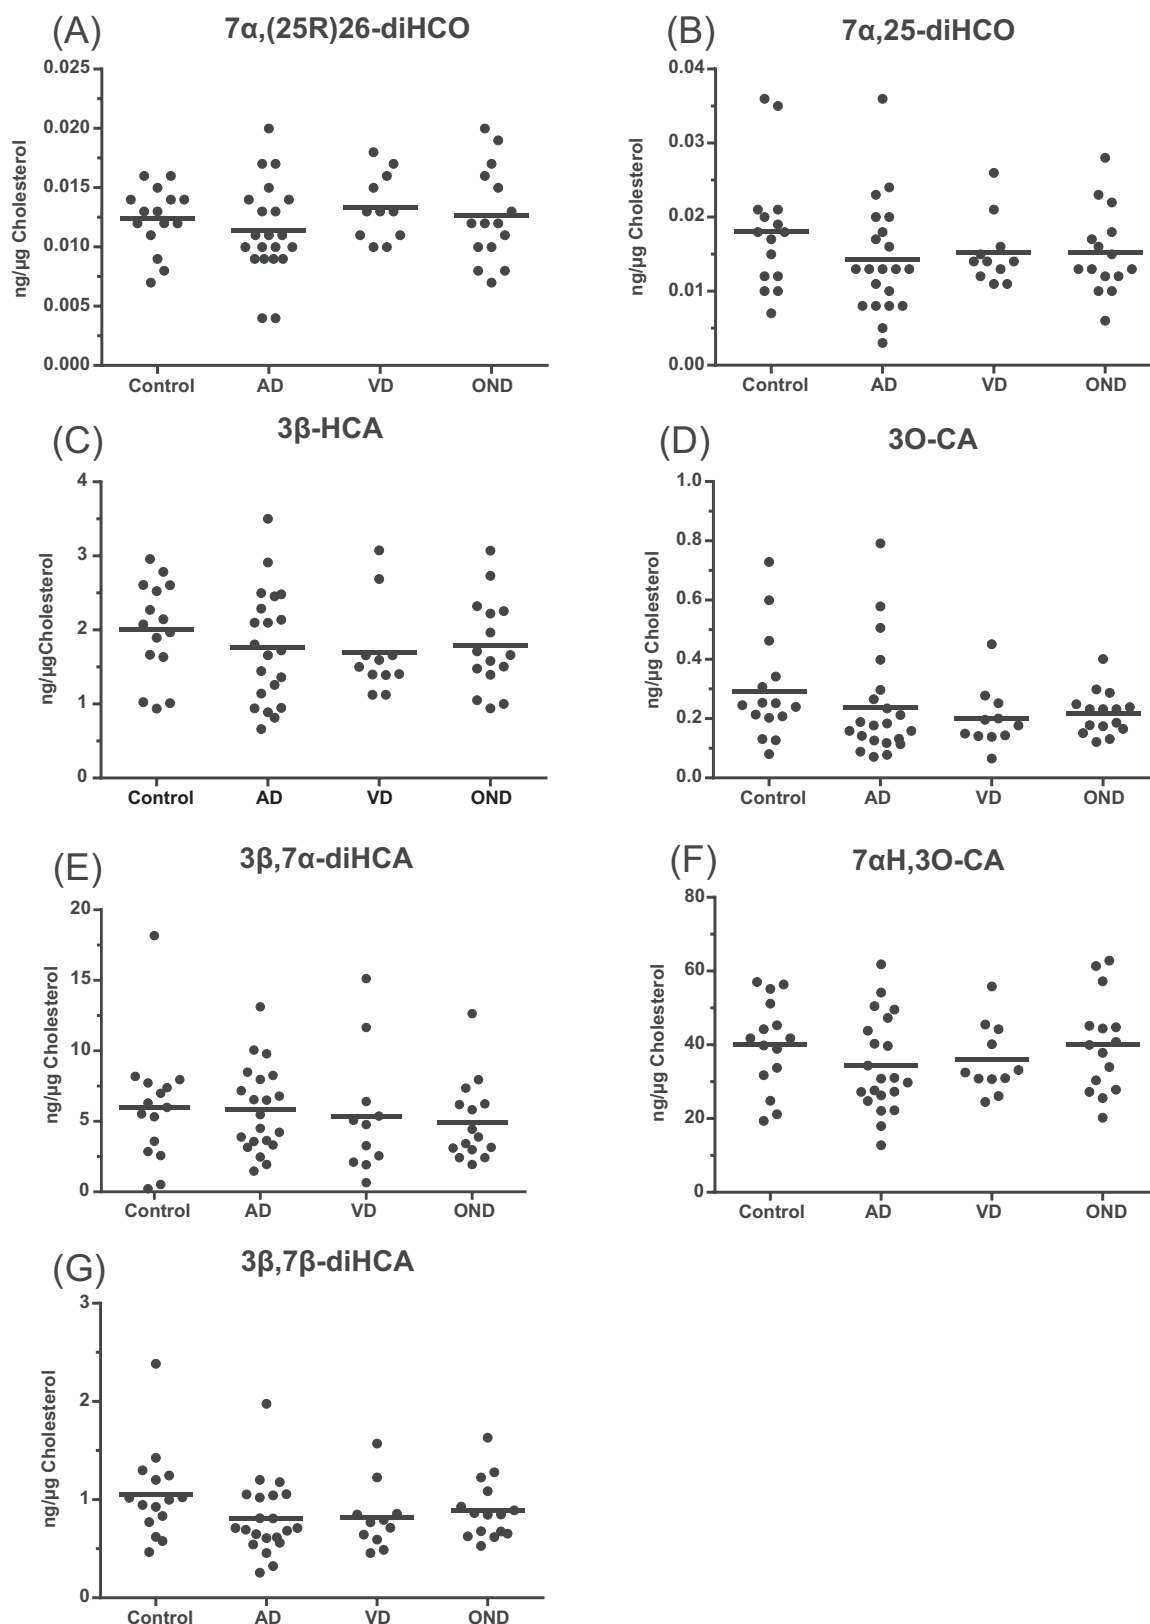 (A)
7α,(25R)26-diHCO
ng/µg Cholesterol
0.025
0.020
0.015
0.010
0.005
0.000
Control AD VD OND
(B)
7α,25-diHCO
ng/µg Cholesterol
0.04
0.03
0.02
0.01
0.00
Control AD VD OND
(C)
3β-HCA
ng/µgCholesterol
4
3
2
1
0
Control AD VD OND
(D)
3O-CA
ng/µg Cholesterol
1.0
0.8
0.6
0.4
0.2
0.0
Control AD VD OND
(E)
3β,7α-diHCA
ng/µg Cholesterol
20
15
10
5
0
Control AD VD OND
(F)
7αH,3O-CA
ng/µg Cholesterol
80
60
40
20
0
Control AD VD OND
(G)
3β,7β-diHCA
ng/µg Cholesterol
3
2
1
0
Control AD VD OND